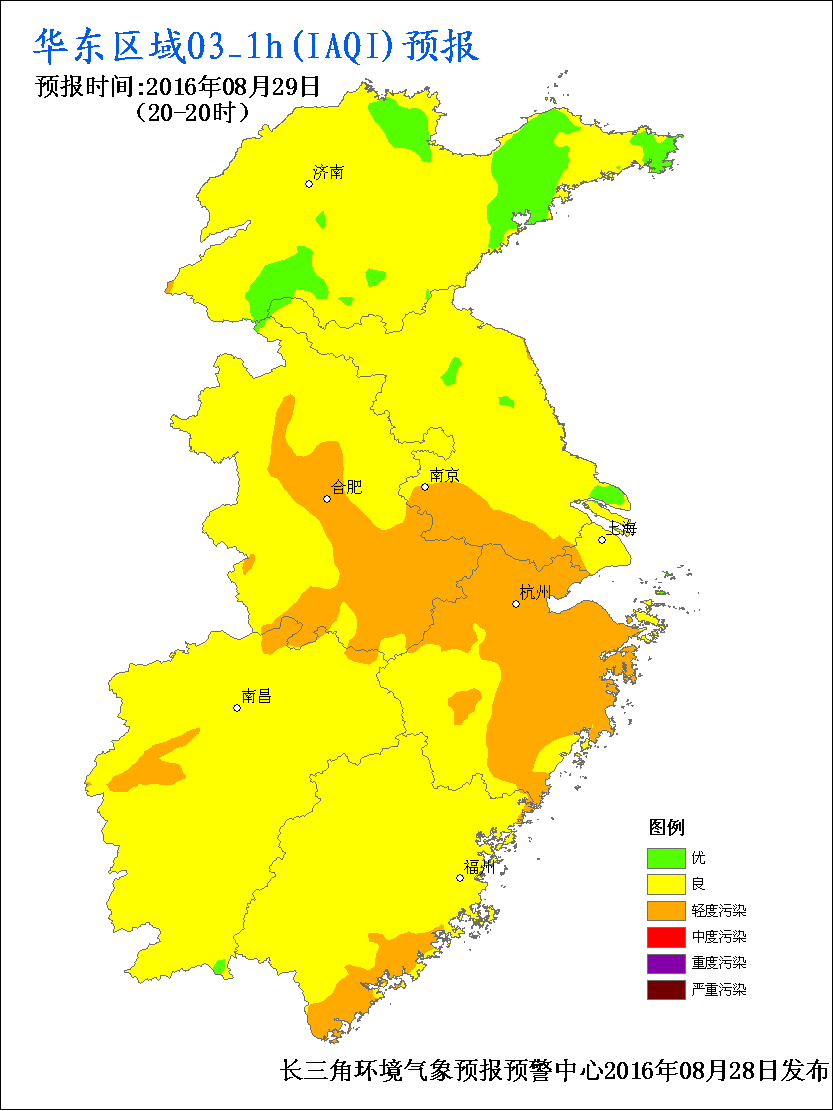 华东区域O3_1h(IAQI)预报
预报时间:2016年08月29日
（20-20时）
济南
南京
合肥
上海
杭州
南昌
福州
图例
优
良
轻度污染
中度污染
重度污染
严重污染
长三角环境气象预报预警中心2016年08月28日发布